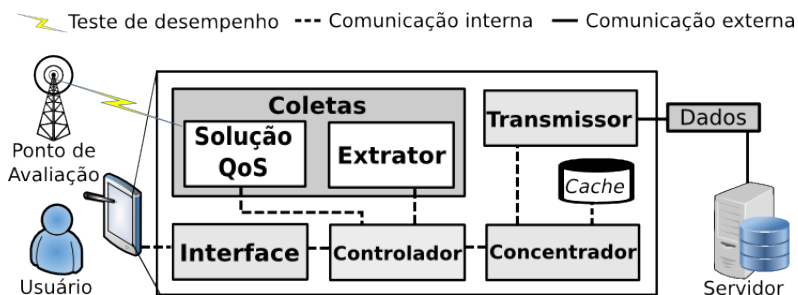 Teste de desempenho
Comunicação interna
Comunicação externa
Coletas
Solução
QoS
Extrator
Transmissor
Dados
Ponto de
Avaliação
Cache
Interface
Controlador
Concentrador
Usuário
Servidor